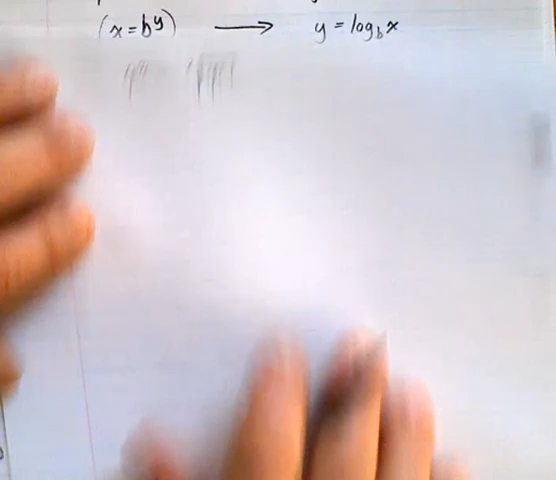 (x = b^y) ⟶ y = log_b x